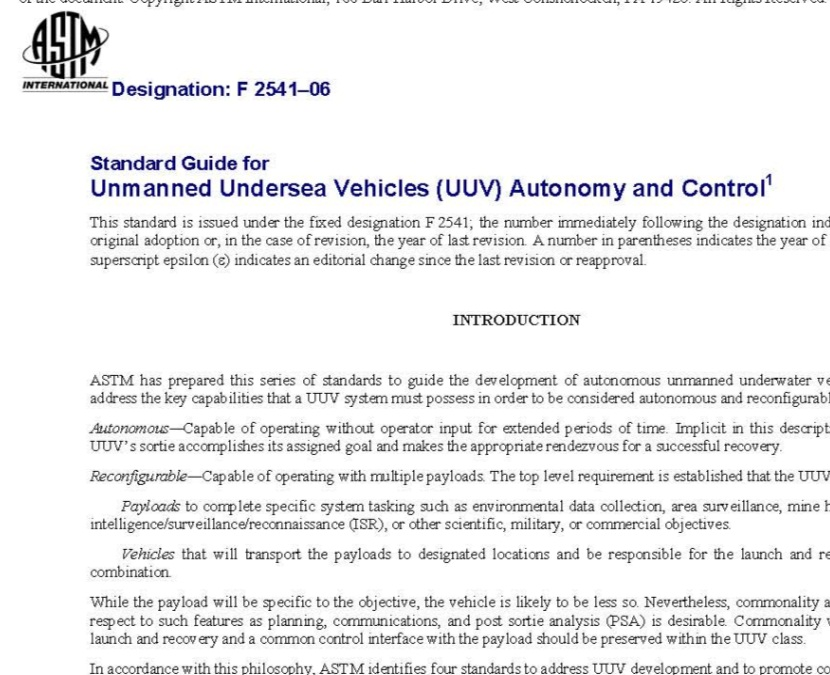 of the document. Copyright ASTM International, 100 Barr Harbor Drive, West Conshohocken, PA 19428. All Rights Reserved.
ASTM
INTERNATIONAL
Designation: F 2541–06
Standard Guide for
Unmanned Undersea Vehicles (UUV) Autonomy and Control1
This standard is issued under the fixed designation F 2541; the number immediately following the designation ind
original adoption or, in the case of revision, the year of last revision. A number in parentheses indicates the year of
superscript epsilon (ε) indicates an editorial change since the last revision or reapproval.
INTRODUCTION
ASTM has prepared this series of standards to guide the development of autonomous unmanned underwater ve
address the key capabilities that a UUV system must possess in order to be considered autonomous and reconfigurabl
Autonomous—Capable of operating without operator input for extended periods of time. Implicit in this descript
UUV's sortie accomplishes its assigned goal and makes the appropriate rendezvous for a successful recovery.
Reconfigurable—Capable of operating with multiple payloads. The top level requirement is established that the UUV
Payloads to complete specific system tasking such as environmental data collection, area surveillance, mine h
intelligence/surveillance/reconnaissance (ISR), or other scientific, military, or commercial objectives.
Vehicles that will transport the payloads to designated locations and be responsible for the launch and re
combination.
While the payload will be specific to the objective, the vehicle is likely to be less so. Nevertheless, commonality a
respect to such features as planning, communications, and post sortie analysis (PSA) is desirable. Commonality w
launch and recovery and a common control interface with the payload should be preserved within the UUV class.
In accordance with this philosophy, ASTM identifies four standards to address UUV development and to promote co